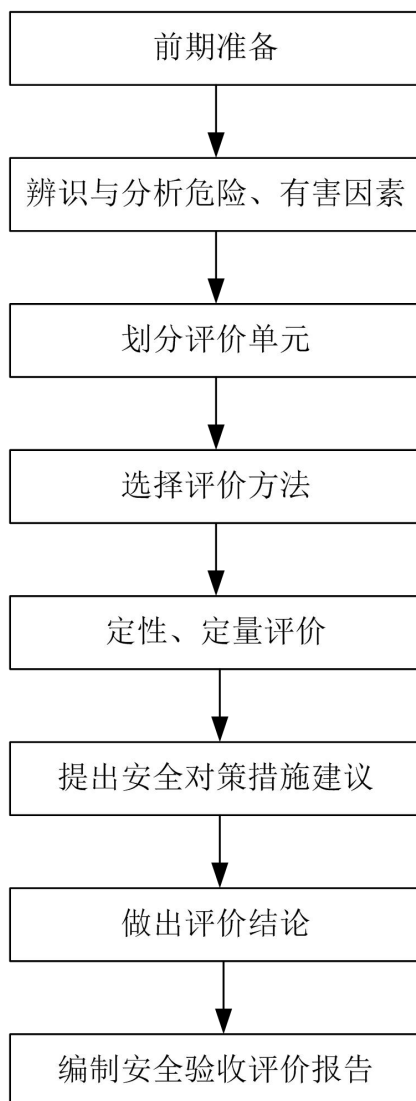 前期准备
辨识与分析危险、有害因素
划分评价单元
选择评价方法
定性、定量评价
提出安全对策措施建议
做出评价结论
编制安全验收评价报告